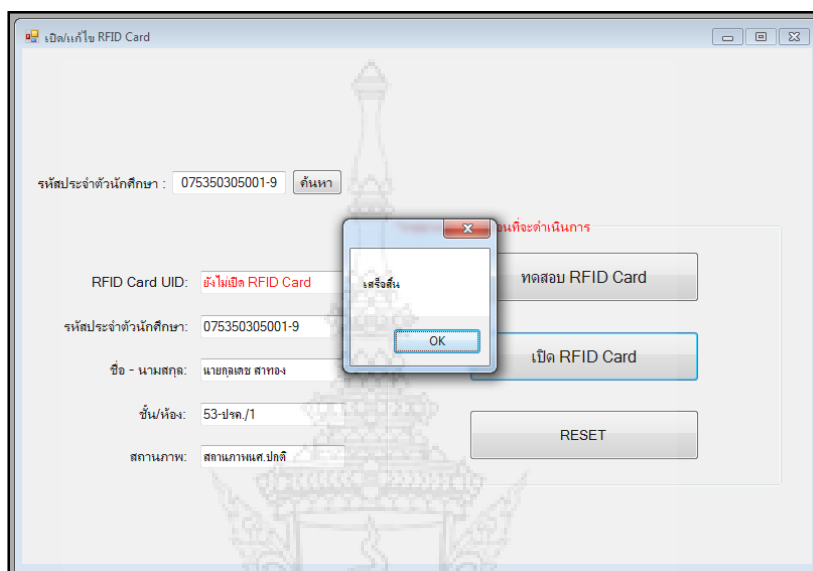 เปิด/แก้ไข RFID Card
รหัสประจำตัวนักศึกษา : 075350305001-9 ค้นหา
อนที่จะดำเนินการ
RFID Card UID: ยังไม่เปิด RFID Card
เสร็จสิ้น
ทดสอบ RFID Card
รหัสประจำตัวนักศึกษา: 075350305001-9
OK
เปิด RFID Card
ชื่อ - นามสกุล: นายกุลเดช สาทอง
ชั้น/ห้อง: 53-ปรค./1
RESET
สถานภาพ: สถานภาพนศ.ปกติ